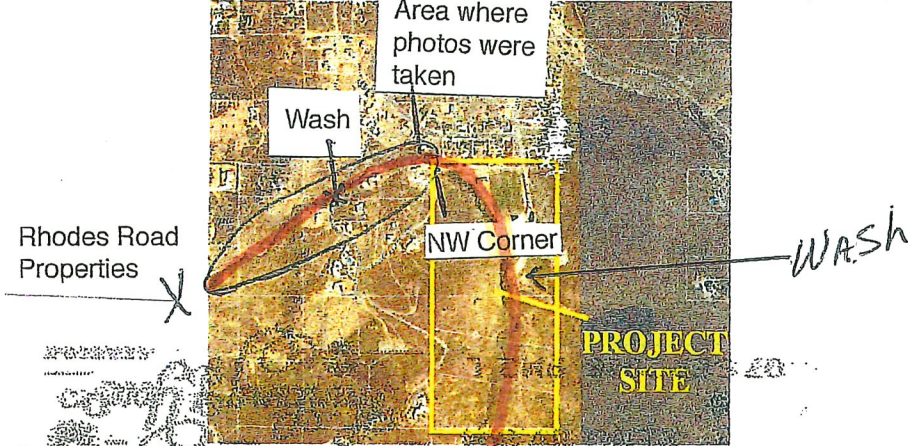 Area where
photos were
taken
Wash
Rhodes Road
Properties
X
NW Corner
WASh
PROJECT
SITE